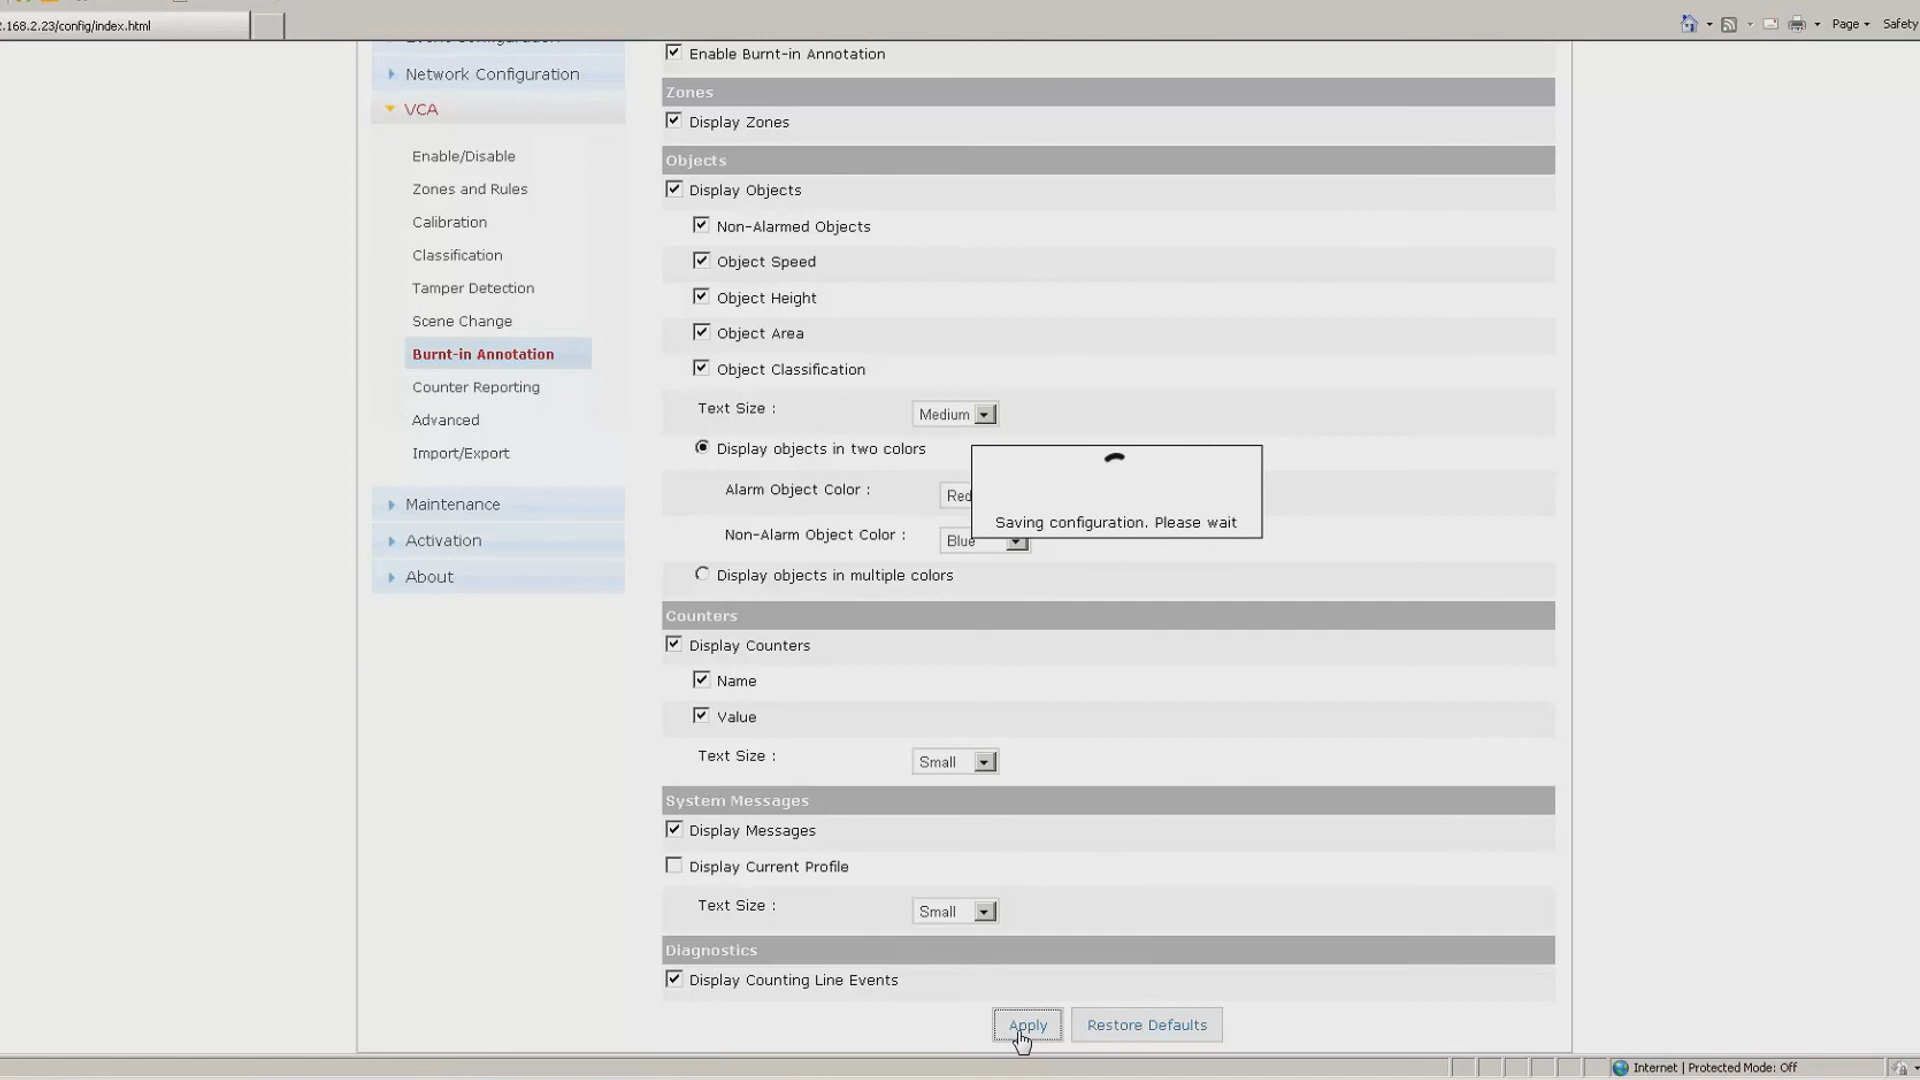 .168.2.23/config/index.html
Page
Safety
Network Configuration
VCA
Enable/Disable
Zones and Rules
Calibration
Classification
Tamper Detection
Scene Change
Burnt-in Annotation
Counter Reporting
Advanced
Import/Export
Maintenance
Activation
About
Enable Burnt-in Annotation
Zones
Display Zones
Objects
Display Objects
Non-Alarmed Objects
Object Speed
Object Height
Object Area
Object Classification
Text Size : Medium
Display objects in two colors
Alarm Object Color : Red
Saving configuration. Please wait
Non-Alarm Object Color : Blue
Display objects in multiple colors
Counters
Display Counters
Name
Value
Text Size : Small
System Messages
Display Messages
Display Current Profile
Text Size : Small
Diagnostics
Display Counting Line Events
Apply Restore Defaults
Internet | Protected Mode: Off